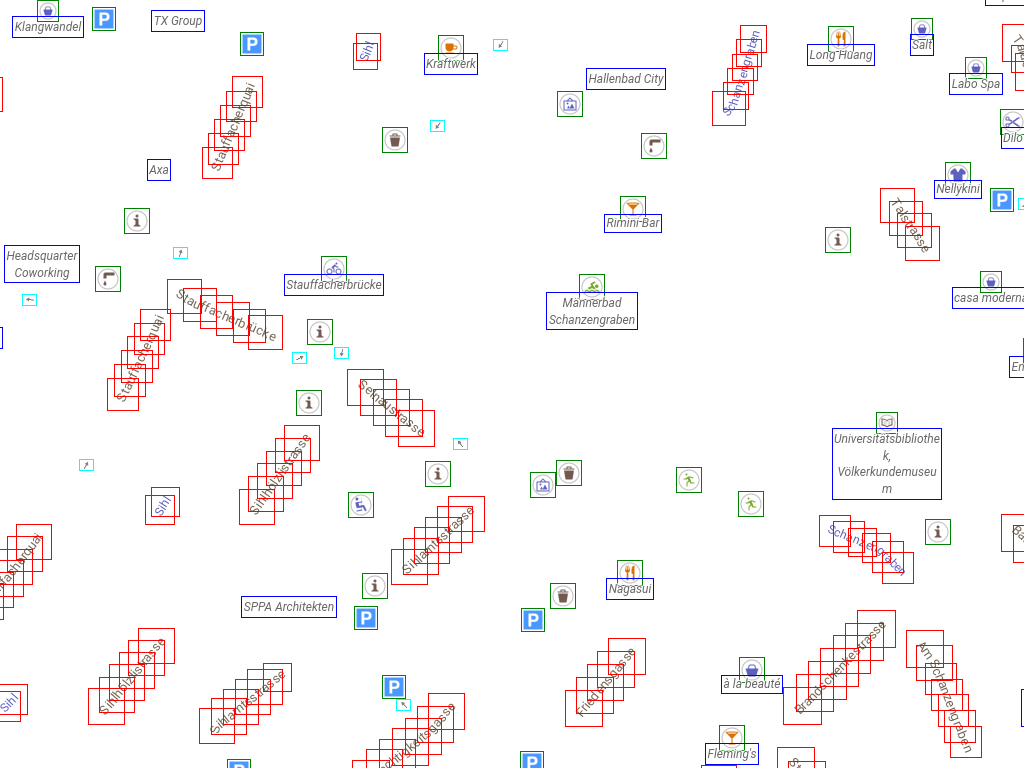 Klangwandel
P
TX Group
P
Sihl
Kraftwerk
Hallenbad City
Schanzengraben
Long Huang
Salt
Labo Spa
Stauffacherquai
Axa
Rimini-Bar
Nellykini
P
Talstrasse
Headsquarter
Coworking
Stauffacherbrücke
Männerbad
Schanzengraben
casa moderna
Stauffacherbrücke
Stauffacherquai
Selnaustrasse
Universitätsbibliothe
k,
Völkerkundemuseu
m
Sihlhölzlistrasse
Sihl
Sihlamtsstrasse
Schanzengraben
Nagasui
SPPA Architekten
P
P
Sihlhölzlistrasse
Sihlamtsstrasse
Friedensgasse
Brandschenkestrasse
Am Schanzengraben
à la beauté
P
Sihl
Fleming's
P
P